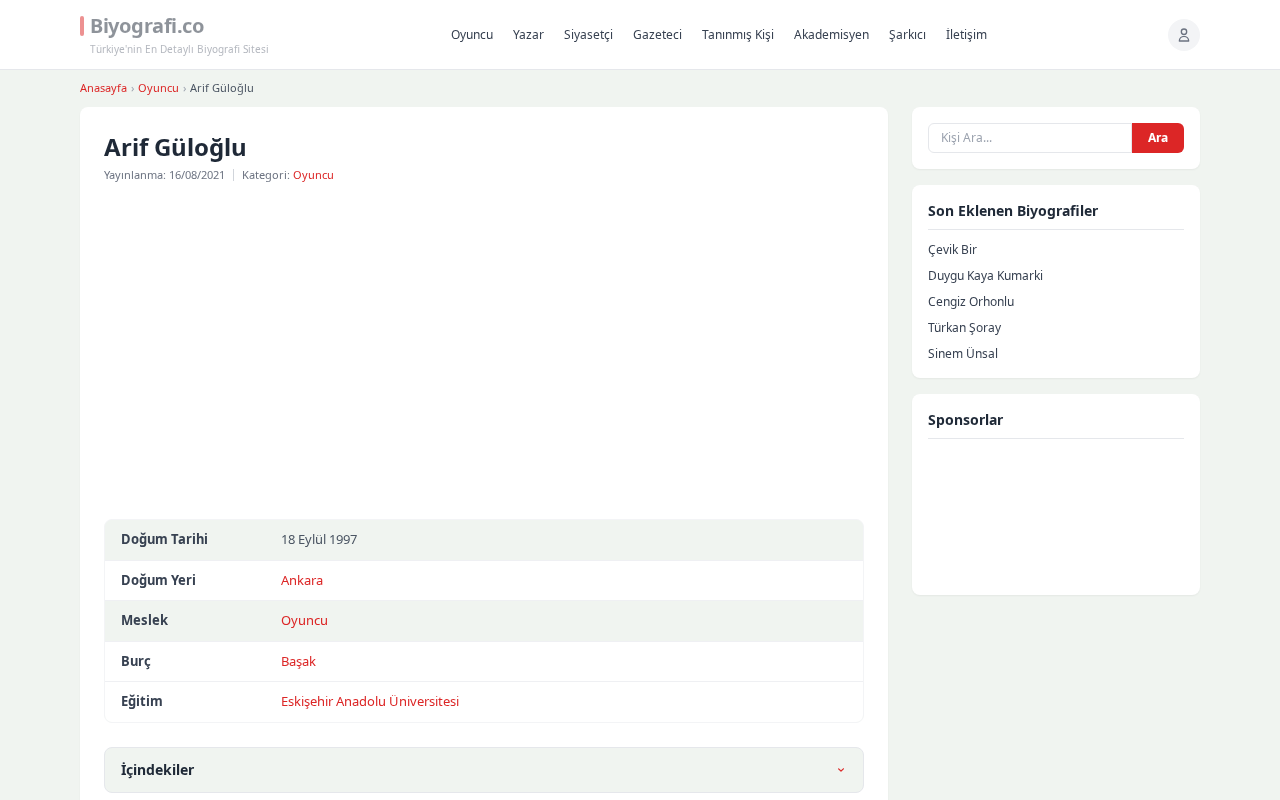 Biyografi.co
Türkiye'nin En Detaylı Biyografi Sitesi
Oyuncu Yazar Siyasetçi Gazeteci Tanınmış Kişi Akademisyen Şarkıcı İletişim
Anasayfa › Oyuncu › Arif Güloğlu
Arif Güloğlu
Yayınlanma: 16/08/2021 Kategori: Oyuncu
Doğum Tarihi 18 Eylül 1997
Doğum Yeri Ankara
Meslek Oyuncu
Burç Başak
Eğitim Eskişehir Anadolu Üniversitesi
İçindekiler
Kişi Ara... Ara
Son Eklenen Biyografiler
Çevik Bir
Duygu Kaya Kumarki
Cengiz Orhonlu
Türkan Şoray
Sinem Ünsal
Sponsorlar